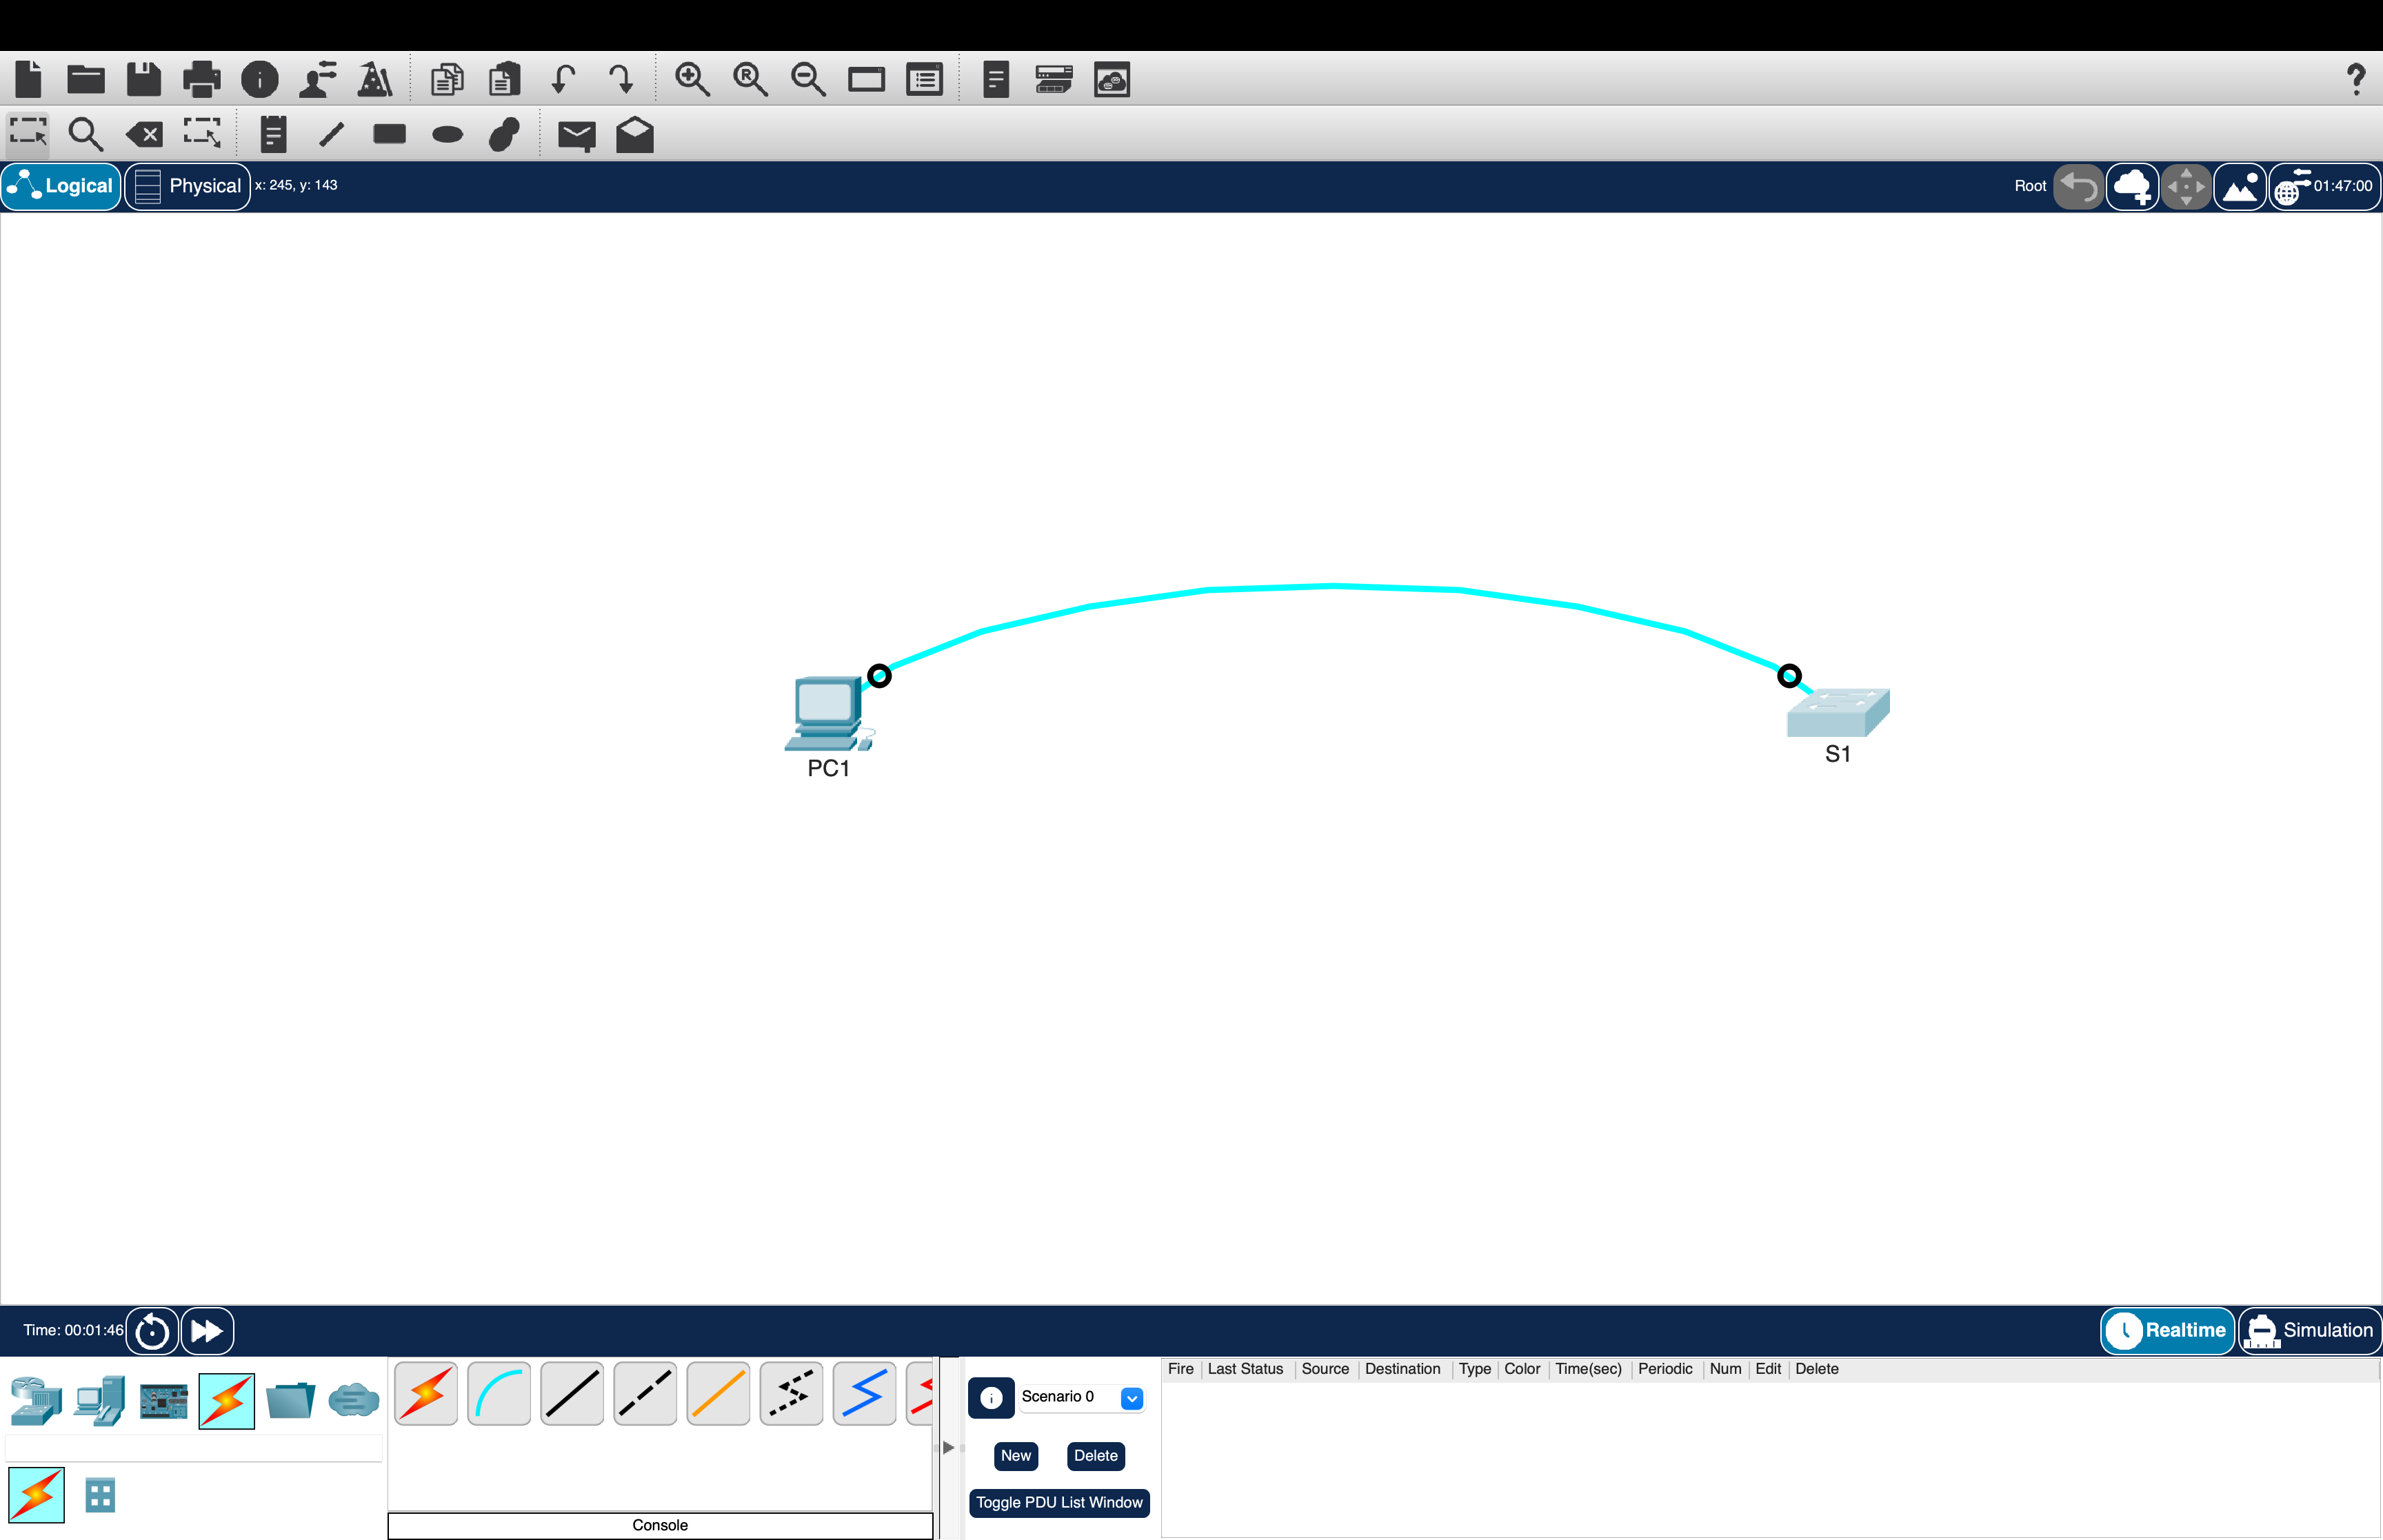 Logical Physical x: 245, y: 143 Root 01:47:00
PC1
S1
Time: 00:01:46 Realtime Simulation
Fire Last Status Source Destination Type Color Time(sec) Periodic Num Edit Delete
Scenario 0
New Delete
Toggle PDU List Window
Console